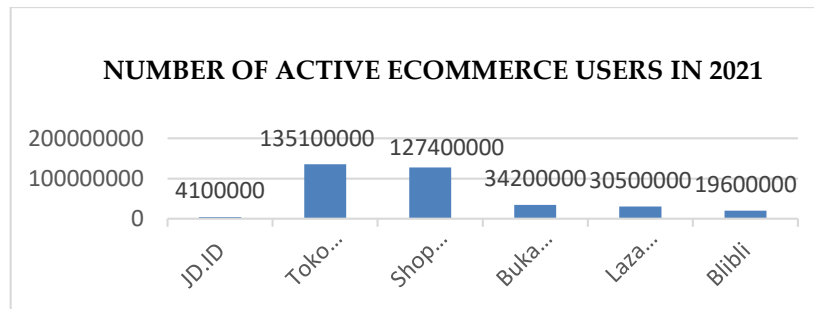 NUMBER OF ACTIVE ECOMMERCE USERS IN 2021
200000000
100000000
0
4100000
135100000
127400000
34200000
30500000
19600000
JD.ID
Toko...
Shop...
Buka...
Laza...
Blibli